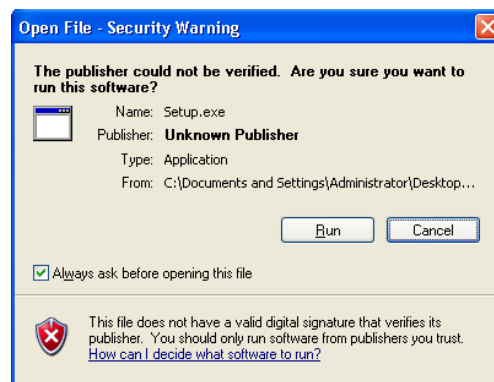 Open File - Security Warning
The publisher could not be verified. Are you sure you want to
run this software?
Name: Setup.exe
Publisher: Unknown Publisher
Type: Application
From: C:\Documents and Settings\Administrator\Desktop...
Run Cancel
Always ask before opening this file
This file does not have a valid digital signature that verifies its
publisher. You should only run software from publishers you trust.
How can I decide what software to run?